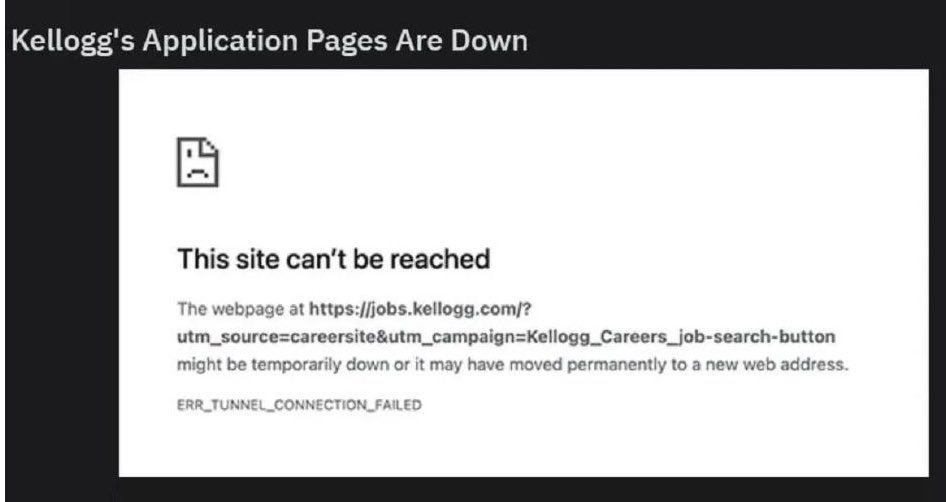 Kellogg's Application Pages Are Down
This site can’t be reached
The webpage at https://jobs.kellogg.com/?
utm_source=careersite&utm_campaign=Kellogg_Careers_job-search-button
might be temporarily down or it may have moved permanently to a new web address.
ERR_TUNNEL_CONNECTION_FAILED